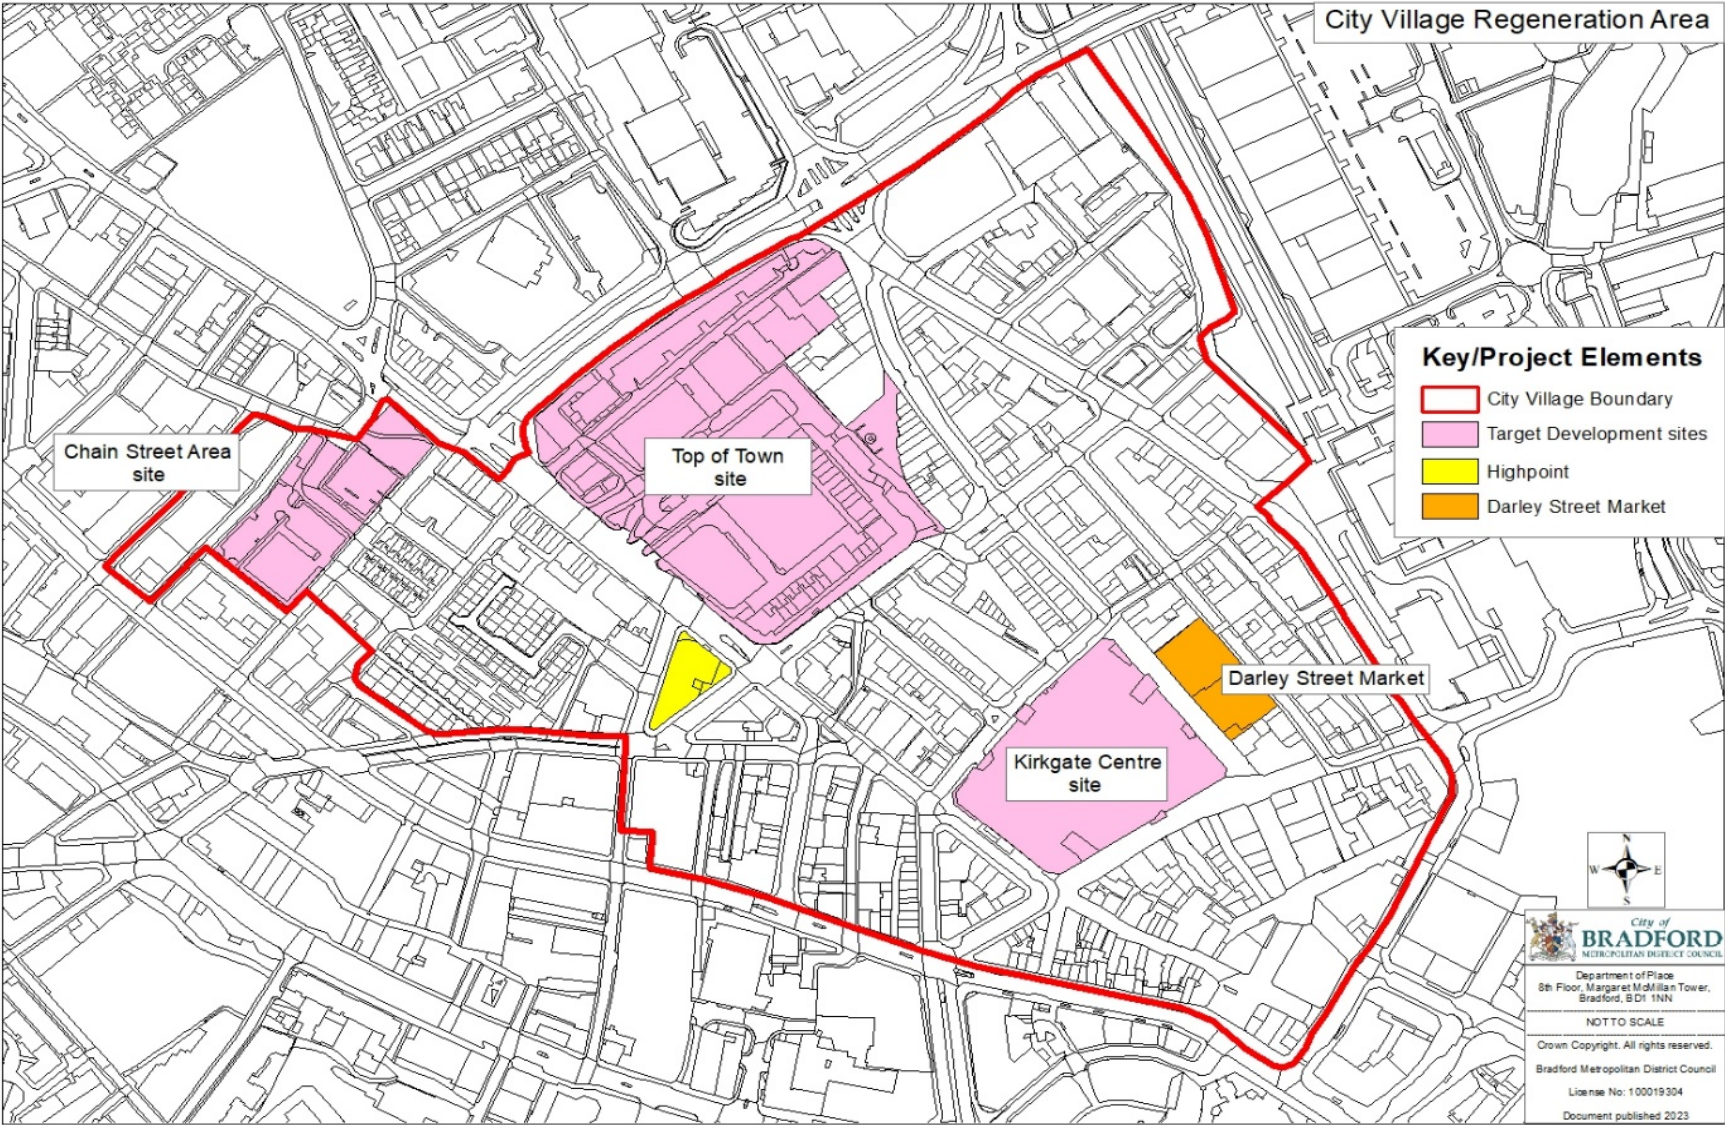 City Village Regeneration Area
Key/Project Elements
City Village Boundary
Target Development sites
Highpoint
Darley Street Market
Chain Street Area
site
Top of Town
site
Darley Street Market
Kirkgate Centre
site
N
W E
S
City of
BRADFORD
METROPOLITAN DISTRICT COUNCIL
Department of Place
8th Floor, Margaret McMillan Tower,
Bradford, BD1 1NN
NOT TO SCALE
Crown Copyright. All rights reserved.
Bradford Metropolitan District Council
License No: 100019304
Document published 2023